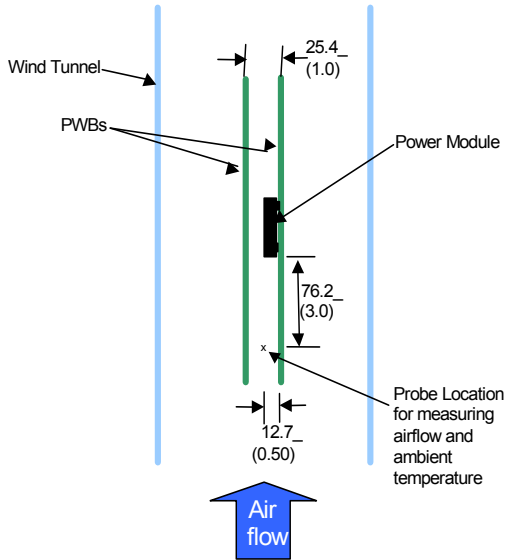 25.4_
(1.0)
Wind Tunnel
PWBs
Power Module
76.2_
(3.0)
x
Probe Location
for measuring
airflow and
ambient
temperature
12.7_
(0.50)
Air
flow